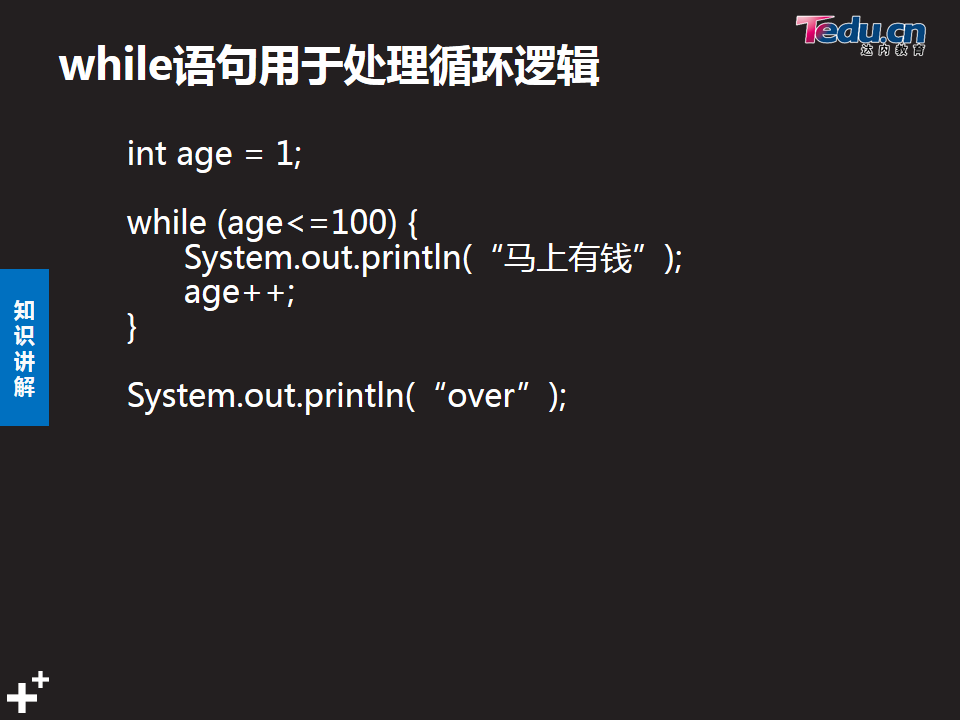 Tedu.cn
达内教育
while语句用于处理循环逻辑
int age = 1;
while (age<=100) {
System.out.println(“马上有钱”);
age++;
}
System.out.println(“over”);
知识讲解